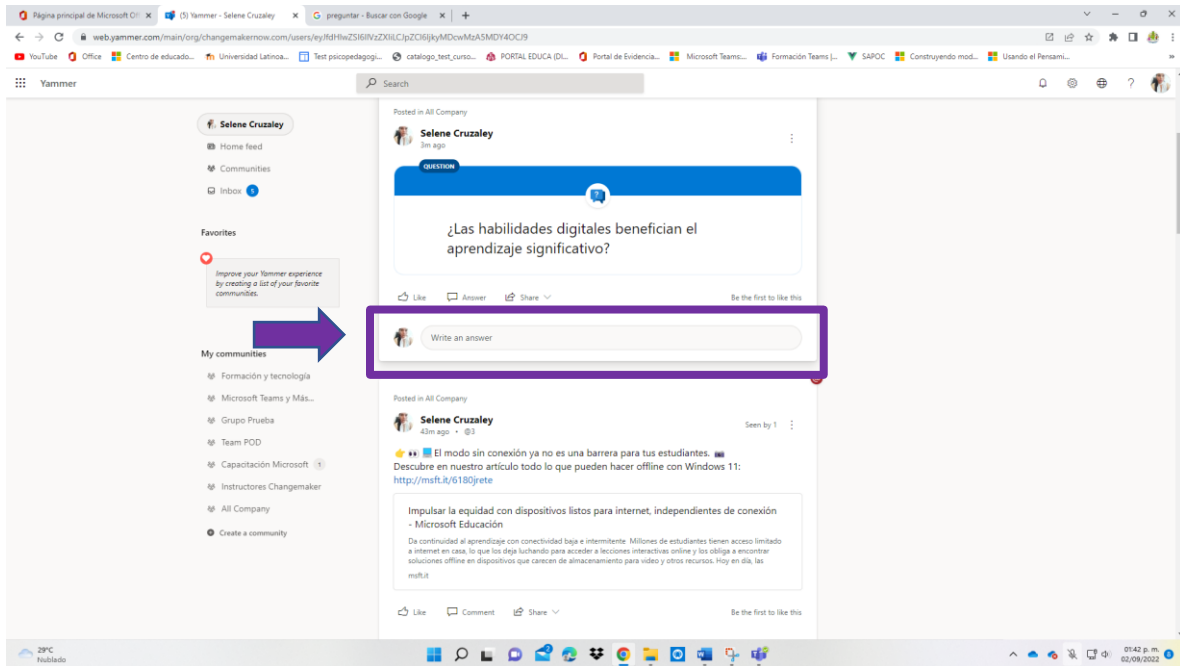 Página principal de Microsoft Of
(5) Yammer - Selene Cruzaley
preguntar - Buscar con Google
web.yammer.com/main/org/changemakernow.com/users/
YouTube
Office
Centro de educado...
Universidad Latinoa...
Test psicopedagogi...
catalogo_test_curso...
PORTAL EDUCA (DI...
Portal de Evidencia...
Microsoft Teams:...
Formación Teams |...
SAPOC
Construyendo mod...
Usando el Pensami...
Yammer
Search
Selene Cruzaley
Home feed
Communities
Inbox 5
Favorites
Improve your Yammer experience
by creating a list of your favorite
communities.
My communities
Formación y tecnología
Microsoft Teams y Más...
Grupo Prueba
Team POD
Capacitación Microsoft 1
Instructores Changemaker
All Company
Create a community
Posted in All Company
Selene Cruzaley
3m ago
QUESTION
¿Las habilidades digitales benefician el
aprendizaje significativo?
Like Answer Share Be the first to like this
Write an answer
Posted in All Company
Selene Cruzaley
43m ago • @3
Seen by 1
El modo sin conexión ya no es una barrera para tus estudiantes.
Descubre en nuestro artículo todo lo que pueden hacer offline con Windows 11:
http://msft.it/6180jrete
Impulsar la equidad con dispositivos listos para internet, independientes de conexión
- Microsoft Educación
Da continuidad al aprendizaje con conectividad baja e intermitente Millones de estudiantes tienen acceso limitado
a internet en casa, lo que los deja luchando para acceder a lecciones interactivas online y los obliga a encontrar
soluciones offline en dispositivos que carecen de almacenamiento para video y otros recursos. Hoy en día, las
msft.it
Like Comment Share Be the first to like this
29°C
Nublado
01:42 p. m.
02/09/2022